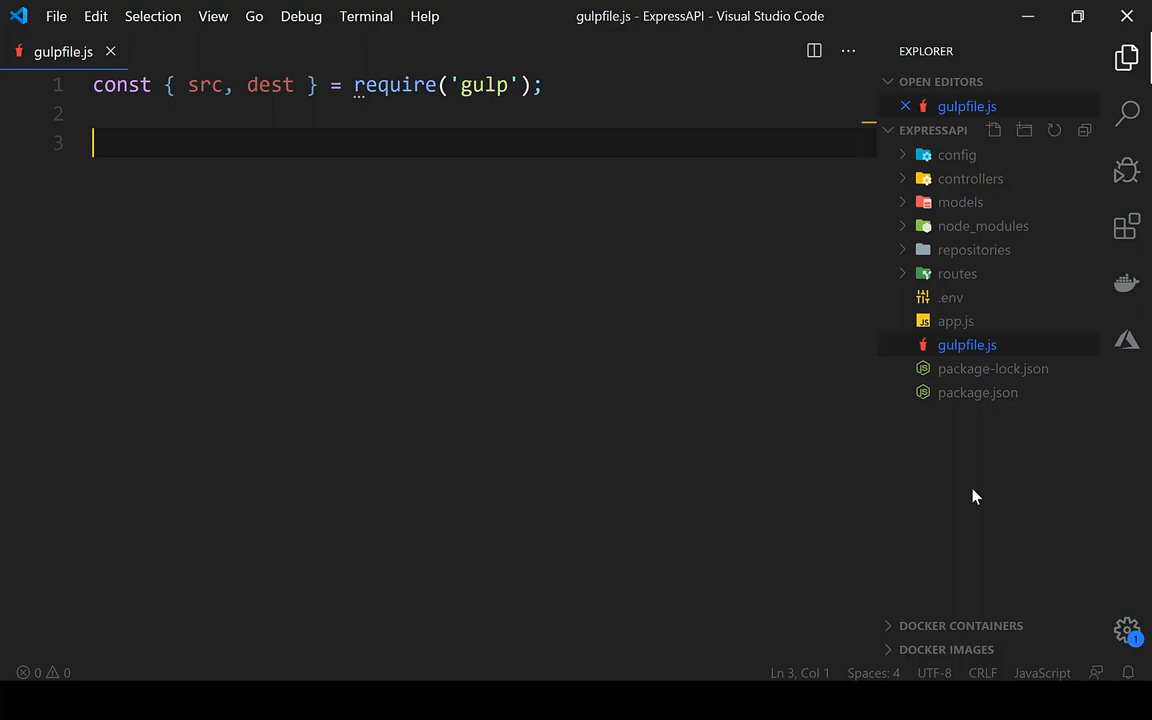 File Edit Selection View Go Debug Terminal Help gulpfile.js - ExpressAPI - Visual Studio Code
gulpfile.js
1 const { src, dest } = require('gulp');
2
3
EXPLORER
OPEN EDITORS
gulpfile.js
EXPRESSAPI
config
controllers
models
node_modules
repositories
routes
.env
JS app.js
gulpfile.js
package-lock.json
package.json
DOCKER CONTAINERS
DOCKER IMAGES
1
0 0 Ln 3, Col 1 Spaces: 4 UTF-8 CRLF JavaScript